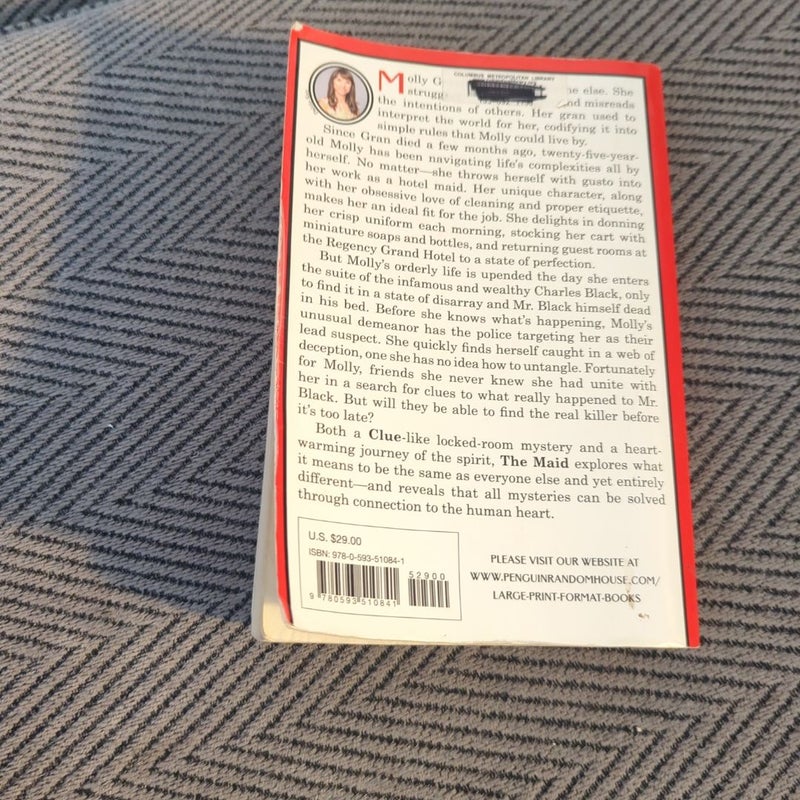 COLUMBUS METROPOLITAN LIBRARY
Molly G
struggl
else. She
and misreads
the intentions of others. Her gran used to
interpret the world for her, codifying it into
simple rules that Molly could live by.
Since Gran died a few months ago, twenty-five-year-
old Molly has been navigating life's complexities all by
herself. No matter—she throws herself with gusto into
her work as a hotel maid. Her unique character, along
with her obsessive love of cleaning and proper etiquette,
makes her an ideal fit for the job. She delights in donning
her crisp uniform each morning, stocking her cart with
miniature soaps and bottles, and returning guest rooms at
the Regency Grand Hotel to a state of perfection.
But Molly's orderly life is upended the day she enters
the suite of the infamous and wealthy Charles Black, only
to find it in a state of disarray and Mr. Black himself dead
in his bed. Before she knows what's happening, Molly's
unusual demeanor has the police targeting her as their
lead suspect. She quickly finds herself caught in a web of
deception, one she has no idea how to untangle. Fortunately
for Molly, friends she never knew she had unite with
her in a search for clues to what really happened to Mr.
Black. But will they be able to find the real killer before
it's too late?
Both a Clue-like locked-room mystery and a heart-
warming journey of the spirit, The Maid explores what
it means to be the same as everyone else and yet entirely
different—and reveals that all mysteries can be solved
through connection to the human heart.
U.S. $29.00
ISBN: 978-0-593-51084-1
52900
9 780593 510841
PLEASE VISIT OUR WEBSITE AT
WWW.PENGUINRANDOMHOUSE.COM/
LARGE-PRINT-FORMAT-BOOKS